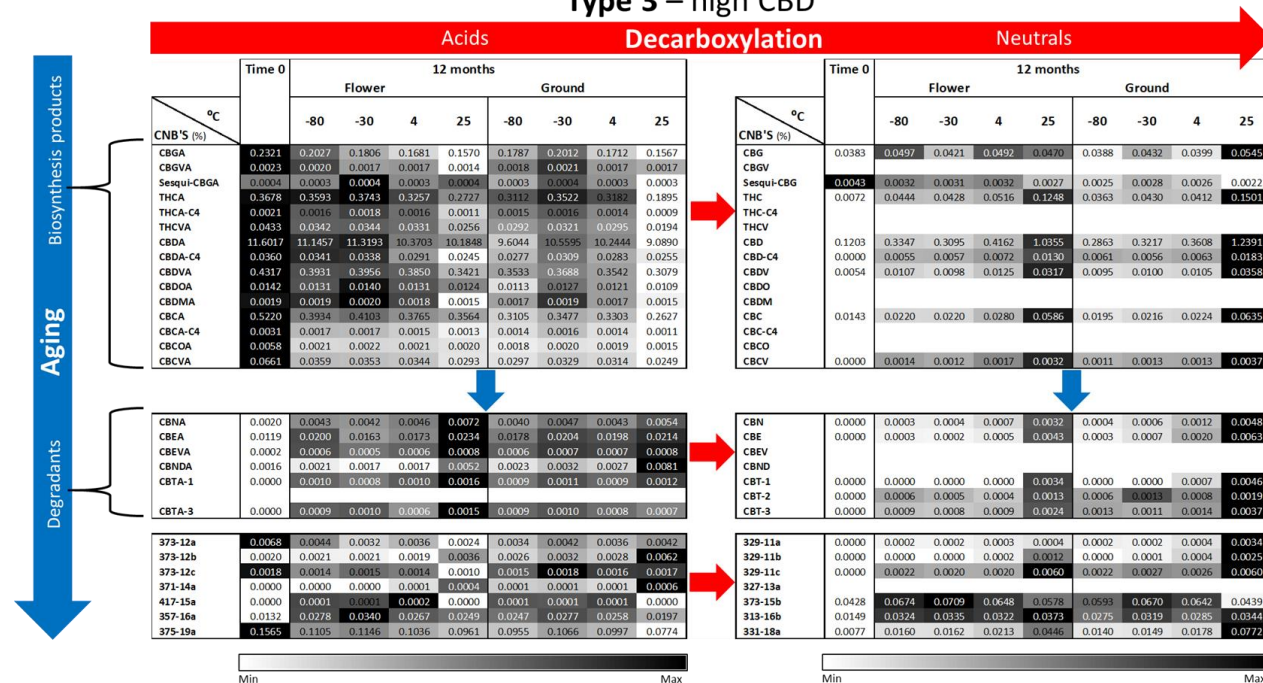 Type 3 – high CBD
Acids Decarboxylation Neutrals
Biosynthesis products
Aging
Degradants
Time 0 12 months
Flower Ground
ºC
CNB'S (%)
-80 -30 4 25 -80 -30 4 25
CBGA 0.2321 0.2027 0.1806 0.1681 0.1570 0.1787 0.2012 0.1712 0.1567
CBGVA 0.0023 0.0020 0.0017 0.0017 0.0014 0.0018 0.0021 0.0017 0.0017
Sesqui-CBGA 0.0004 0.0003 0.0004 0.0003 0.0004 0.0003 0.0004 0.0003 0.0003
THCA 0.3678 0.3593 0.3743 0.3257 0.2727 0.3112 0.3522 0.3182 0.1895
THCA-C4 0.0021 0.0016 0.0018 0.0016 0.0011 0.0015 0.0016 0.0014 0.0009
THCVA 0.0433 0.0342 0.0344 0.0331 0.0256 0.0292 0.0321 0.0295 0.0194
CBDA 11.6017 11.1457 11.3193 10.3703 10.1848 9.6044 10.5595 10.2444 9.0890
CBDA-C4 0.0360 0.0341 0.0338 0.0291 0.0245 0.0277 0.0309 0.0283 0.0255
CBDVA 0.4317 0.3931 0.3956 0.3850 0.3421 0.3533 0.3688 0.3542 0.3079
CBDOA 0.0142 0.0131 0.0140 0.0131 0.0124 0.0113 0.0127 0.0121 0.0109
CBDMA 0.0019 0.0019 0.0020 0.0018 0.0015 0.0017 0.0019 0.0017 0.0015
CBCA 0.5220 0.3934 0.4103 0.3765 0.3564 0.3105 0.3477 0.3303 0.2627
CBCA-C4 0.0031 0.0017 0.0017 0.0015 0.0013 0.0014 0.0016 0.0014 0.0011
CBCOA 0.0058 0.0021 0.0022 0.0021 0.0020 0.0018 0.0020 0.0019 0.0015
CBCVA 0.0661 0.0359 0.0353 0.0344 0.0293 0.0297 0.0329 0.0314 0.0249
CBNA 0.0020 0.0043 0.0042 0.0046 0.0072 0.0040 0.0047 0.0043 0.0054
CBEA 0.0119 0.0200 0.0163 0.0173 0.0234 0.0178 0.0204 0.0198 0.0214
CBEVA 0.0002 0.0006 0.0005 0.0006 0.0008 0.0006 0.0007 0.0007 0.0008
CBNDA 0.0016 0.0021 0.0017 0.0017 0.0052 0.0023 0.0032 0.0027 0.0081
CBTA-1 0.0000 0.0010 0.0008 0.0010 0.0016 0.0009 0.0011 0.0009 0.0012
CBTA-3 0.0000 0.0009 0.0010 0.0006 0.0015 0.0009 0.0010 0.0008 0.0007
373-12a 0.0068 0.0044 0.0032 0.0036 0.0024 0.0034 0.0042 0.0036 0.0042
373-12b 0.0020 0.0021 0.0021 0.0019 0.0036 0.0026 0.0032 0.0028 0.0062
373-12c 0.0018 0.0014 0.0015 0.0014 0.0010 0.0015 0.0018 0.0016 0.0017
371-14a 0.0000 0.0000 0.0000 0.0001 0.0004 0.0001 0.0001 0.0001 0.0006
417-15a 0.0000 0.0001 0.0001 0.0002 0.0000 0.0001 0.0001 0.0001 0.0000
357-16a 0.0132 0.0278 0.0340 0.0267 0.0249 0.0247 0.0277 0.0258 0.0197
375-19a 0.1565 0.1105 0.1146 0.1036 0.0961 0.0955 0.1066 0.0997 0.0774
Min Max
Time 0 12 months
Flower Ground
ºC
CNB'S (%)
-80 -30 4 25 -80 -30 4 25
CBG 0.0383 0.0497 0.0421 0.0492 0.0470 0.0388 0.0432 0.0399 0.0545
CBGV
Sesqui-CBG 0.0043 0.0032 0.0031 0.0032 0.0027 0.0025 0.0028 0.0026 0.0022
THC 0.0072 0.0444 0.0428 0.0516 0.1248 0.0363 0.0430 0.0412 0.1501
THC-C4
THCV
CBD 0.1203 0.3347 0.3095 0.4162 1.0355 0.2863 0.3217 0.3608 1.2391
CBD-C4 0.0000 0.0055 0.0057 0.0072 0.0130 0.0061 0.0056 0.0063 0.0183
CBDV 0.0054 0.0107 0.0098 0.0125 0.0317 0.0095 0.0100 0.0105 0.0358
CBDO
CBDM
CBC 0.0143 0.0220 0.0220 0.0280 0.0586 0.0195 0.0216 0.0224 0.0635
CBC-C4
CBCO
CBCV 0.0000 0.0014 0.0012 0.0017 0.0032 0.0011 0.0013 0.0013 0.0037
CBN 0.0000 0.0003 0.0004 0.0007 0.0032 0.0004 0.0006 0.0012 0.0048
CBE 0.0000 0.0003 0.0002 0.0005 0.0043 0.0003 0.0007 0.0020 0.0063
CBEV
CBND
CBT-1 0.0000 0.0000 0.0000 0.0000 0.0034 0.0000 0.0000 0.0007 0.0046
CBT-2 0.0000 0.0006 0.0005 0.0004 0.0013 0.0006 0.0013 0.0008 0.0019
CBT-3 0.0000 0.0009 0.0008 0.0009 0.0024 0.0013 0.0011 0.0014 0.0037
329-11a 0.0000 0.0002 0.0002 0.0003 0.0004 0.0002 0.0002 0.0004 0.0034
329-11b 0.0000 0.0000 0.0000 0.0002 0.0012 0.0000 0.0001 0.0004 0.0025
329-11c 0.0000 0.0022 0.0020 0.0020 0.0060 0.0022 0.0027 0.0026 0.0060
327-13a
373-15b 0.0428 0.0674 0.0709 0.0648 0.0578 0.0593 0.0670 0.0642 0.0439
313-16b 0.0149 0.0324 0.0335 0.0322 0.0373 0.0275 0.0319 0.0285 0.0344
331-18a 0.0077 0.0160 0.0162 0.0213 0.0446 0.0140 0.0149 0.0178 0.0772
Min Max